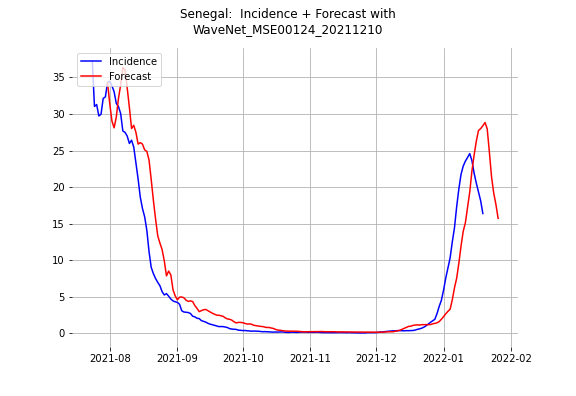 Senegal:  Incidence + Forecast with
WaveNet_MSE00124_20211210
Incidence
Forecast
35
30
25
20
15
10
5
0
2021-08 2021-09 2021-10 2021-11 2021-12 2022-01 2022-02